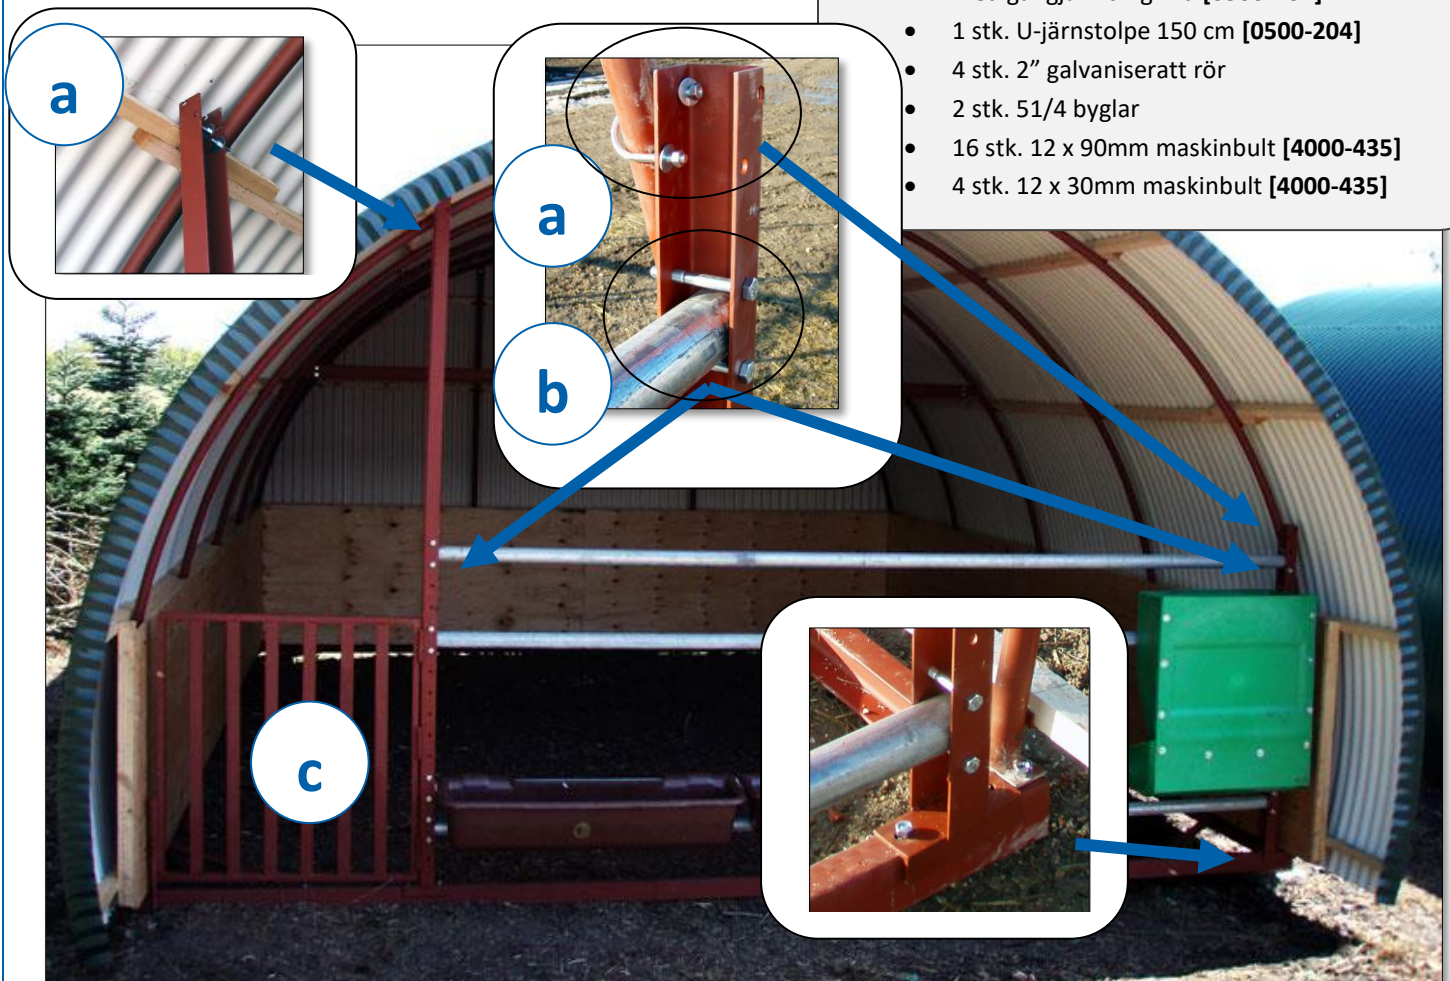 1 stk. U-järnstolpe 150 cm [0500-204]
4 stk. 2” galvaniseratt rör
2 stk. 51/4 byglar
16 stk. 12 x 90mm maskinbult [4000-435]
4 stk. 12 x 30mm maskinbult [4000-435]
a
a
b
c